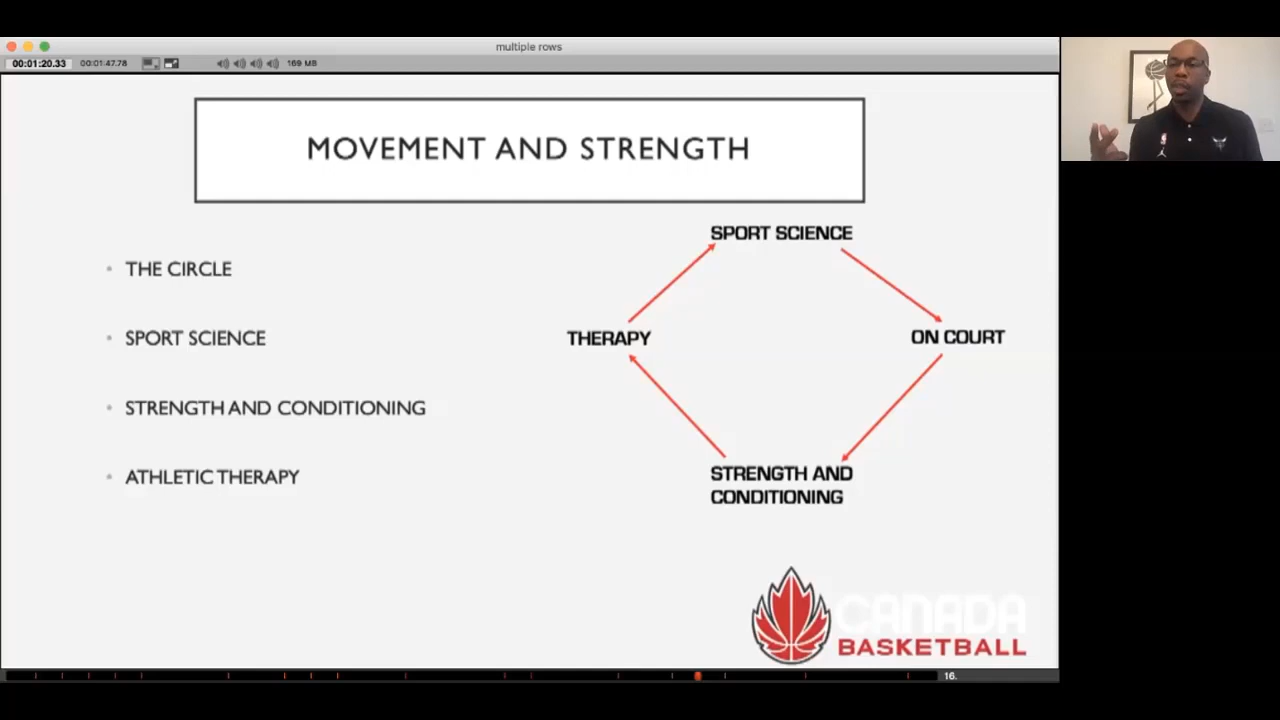 multiple rows
00:01:20.33
00:01:47.78
169 MB
MOVEMENT AND STRENGTH
THE CIRCLE
SPORT SCIENCE
STRENGTH AND CONDITIONING
ATHLETIC THERAPY
SPORT SCIENCE
THERAPY
ON COURT
STRENGTH AND
CONDITIONING
CANADA
BASKETBALL
16.